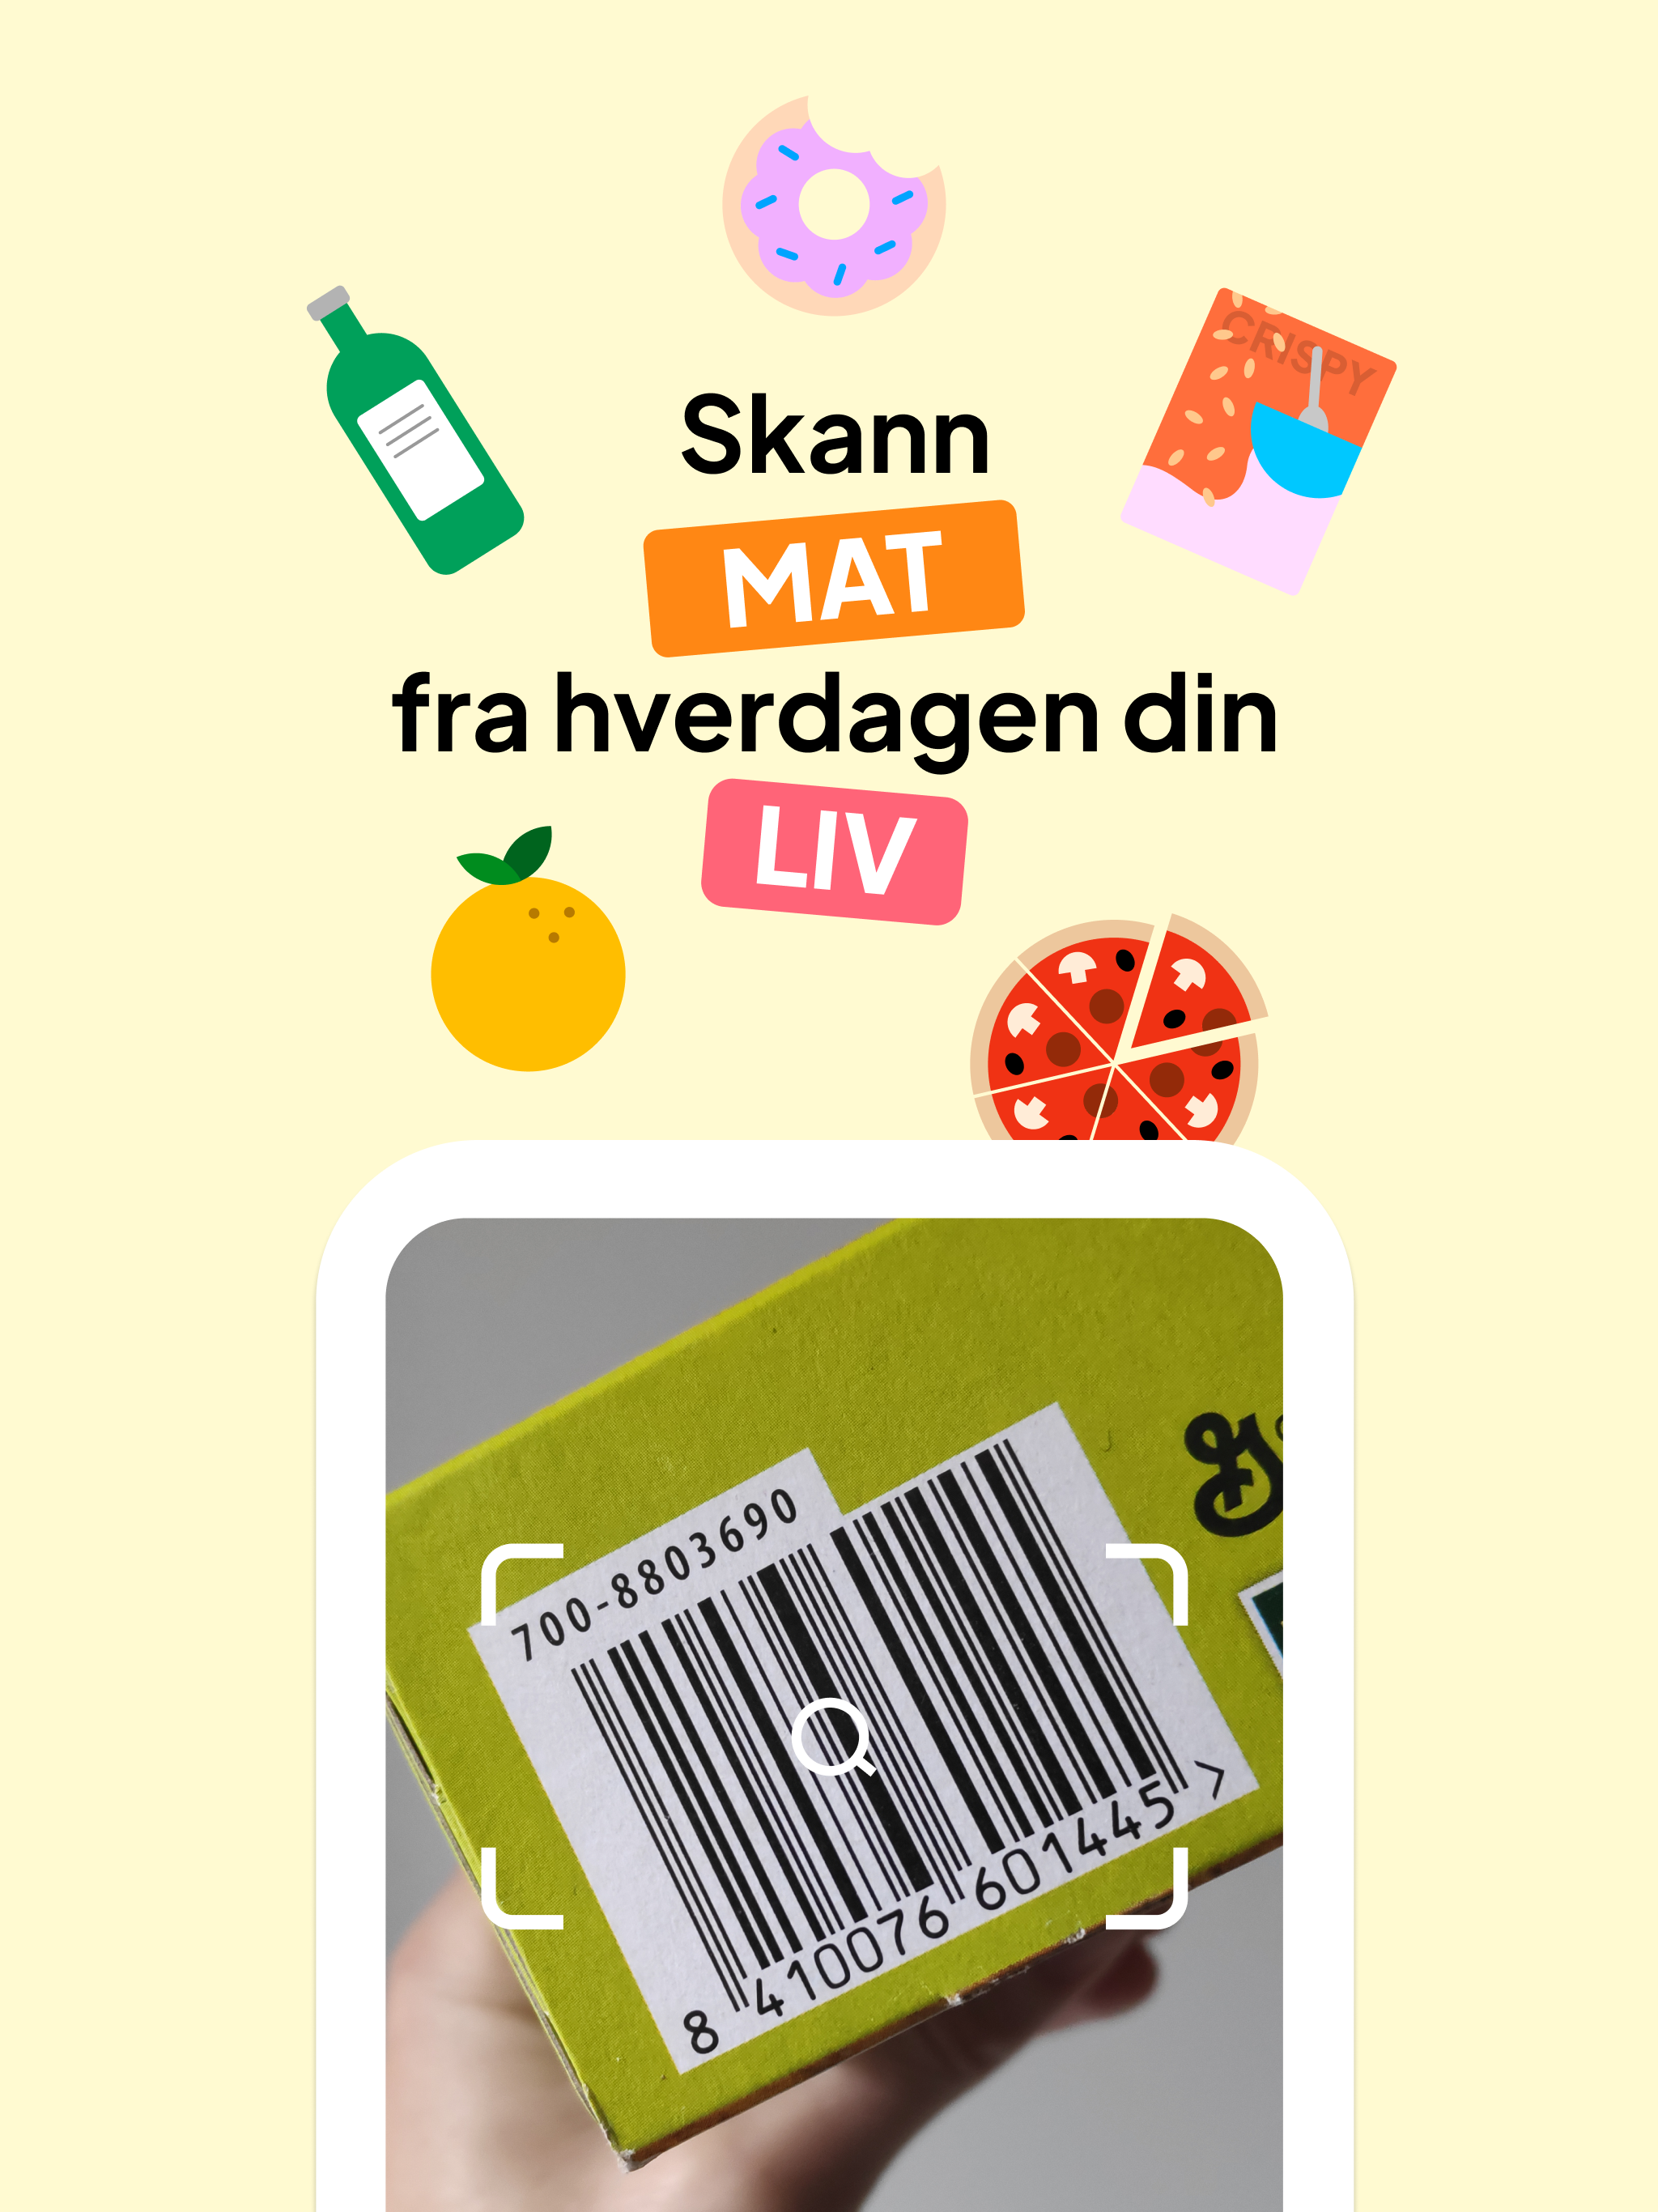 CRISPY
Skann
MAT
fra hverdagen din
LIV
700-8803690
8 410076 601445 >